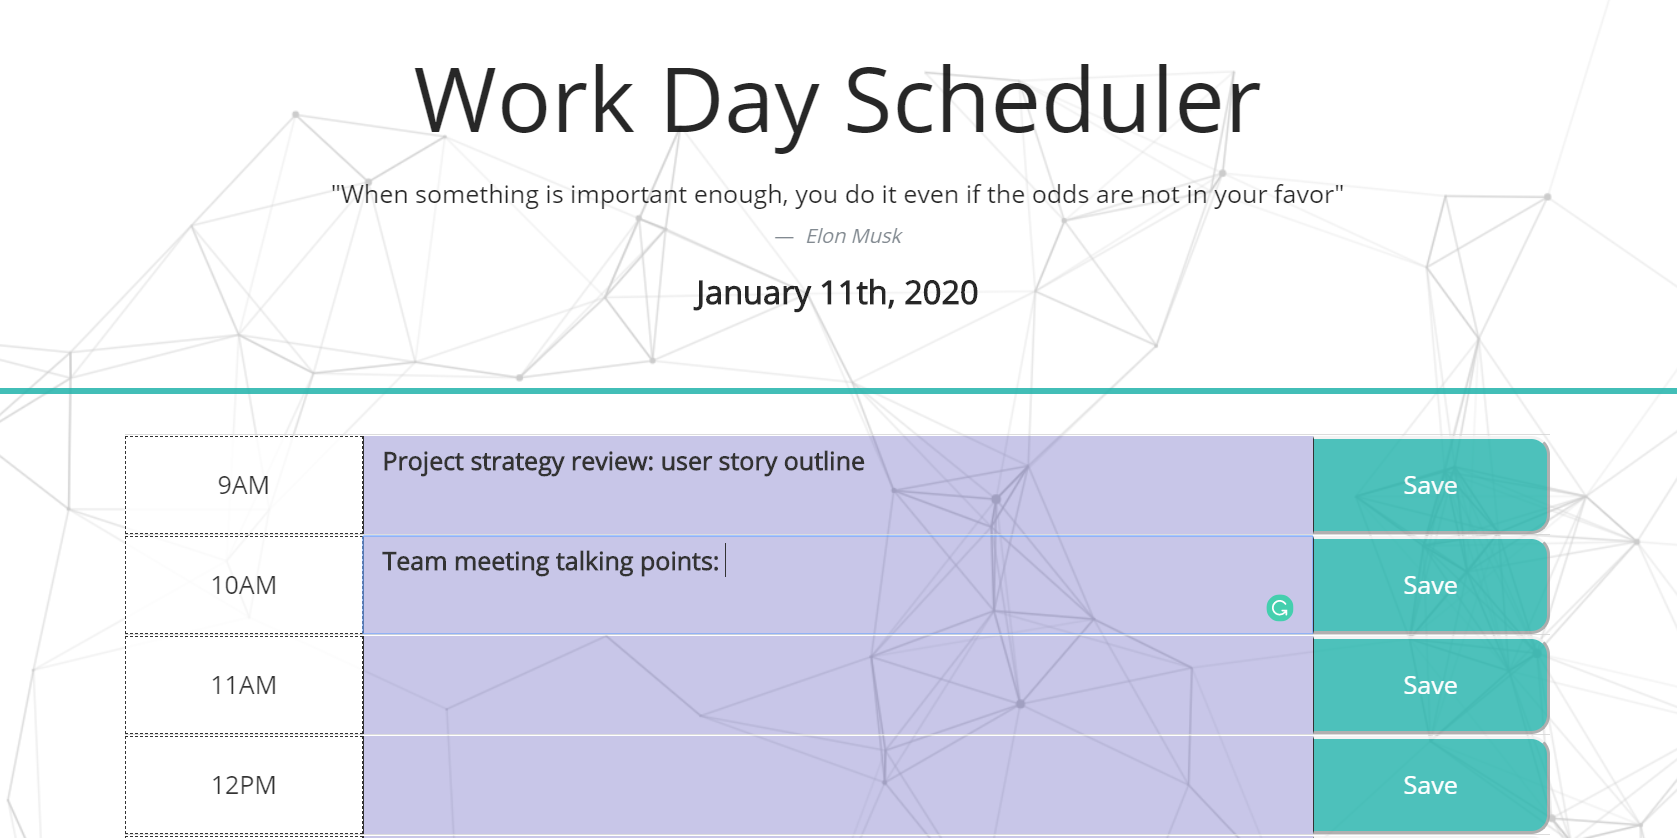 Work Day Scheduler
"When something is important enough, you do it even if the odds are not in your favor"
— Elon Musk
January 11th, 2020
9AM
Project strategy review: user story outline
Save
10AM
Team meeting talking points:
Save
11AM
Save
12PM
Save